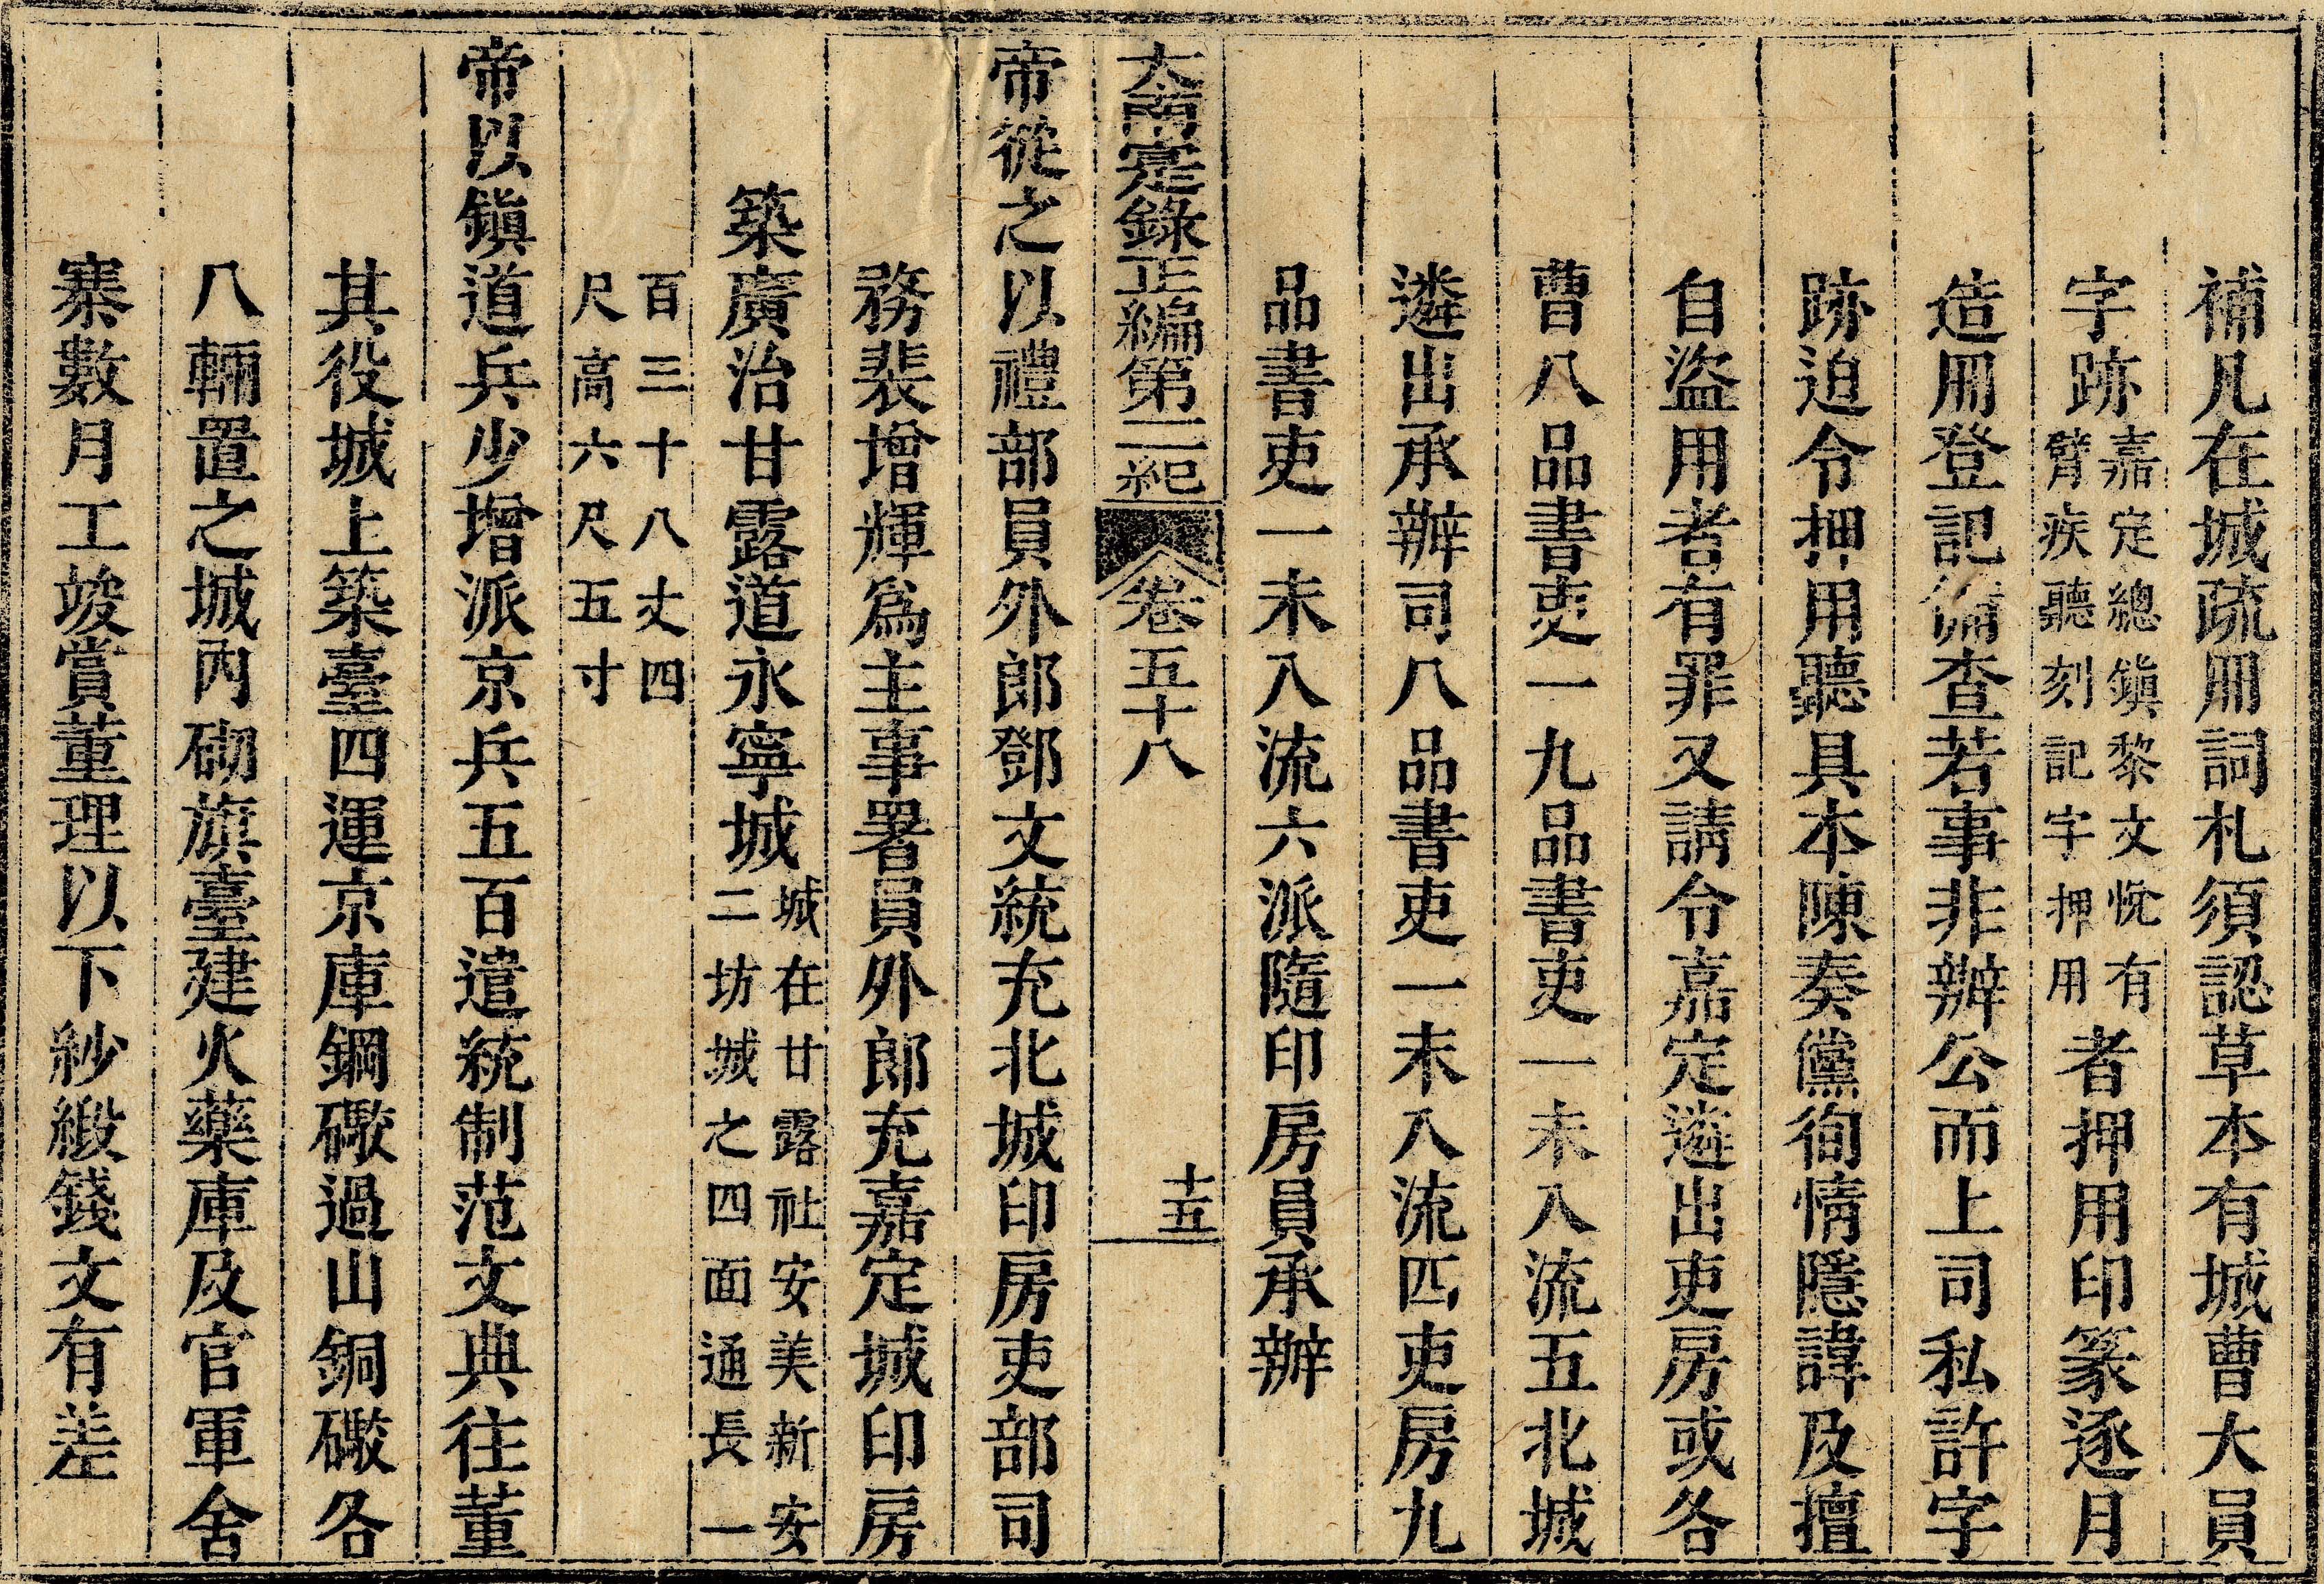 補凡在城疏冊詞札須認草本有城曹大員
字跡嘉定總鎭黎文忱有臂疾聽刻記字押用者押用印篆逐月
造冊登記備查若事非辦公而上司私許字
跡迫令押用聽具本陳奏儻徇情隱諱及擅
自盜用者有罪又請令嘉定遴出吏房或各
曹八品書吏一九品書吏一未入流五北城
遴出承辦司八品書吏一未入流四吏房九
品書吏一未入流六派隨印房員承辦
大南寔錄正編第二紀 卷五十八 十五
帝從之以禮部員外郎鄧文統充北城印房吏部司
務裴增輝爲主事署員外郎充嘉定城印房
築廣治甘露道永寧城城在甘露社安美新安二坊城之四面通長一
百三十八丈四尺高六尺五寸
帝以鎭道兵少增派京兵五百遣統制范文典往董
其役城上築臺四運京庫鋼礮過山銅礮各
八輛置之城內砌旗臺建火藥庫及官軍舍
寨數月工竣賞董理以下紗緞錢文有差